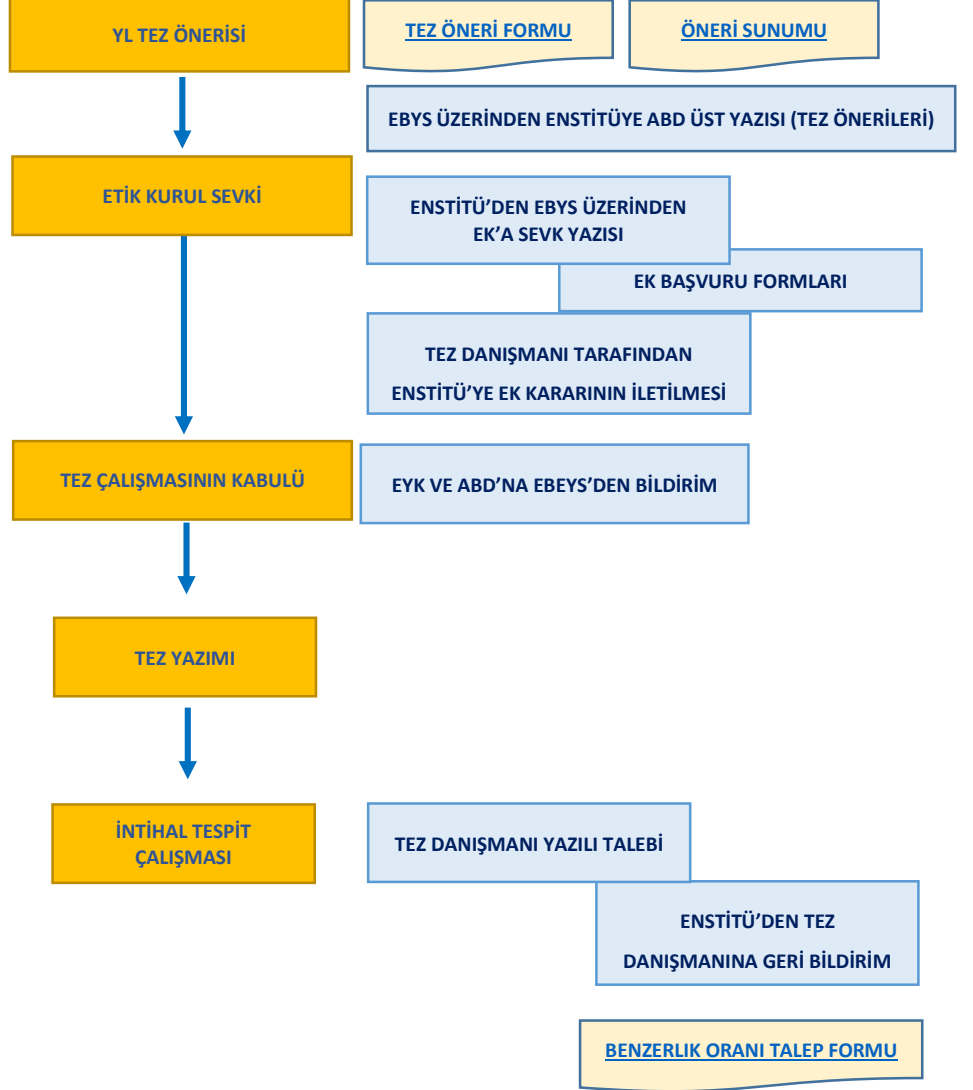 YL TEZ ÖNERİSİ
TEZ ÖNERİ FORMU
ÖNERİ SUNUMU
EBYS ÜZERİNDEN ENSTİTÜYE ABD ÜST YAZISI (TEZ ÖNERİLERİ)
ETİK KURUL SEVKİ
ENSTİTÜ’DEN EBYS ÜZERİNDEN
EK’A SEVK YAZISI
EK BAŞVURU FORMLARI
TEZ DANIŞMANI TARAFINDAN
ENSTİTÜ’YE EK KARARININ İLETİLMESİ
TEZ ÇALIŞMASININ KABULÜ
EYK VE ABD’NA EBEYS’DEN BİLDİRİM
TEZ YAZIMI
İNTİHAL TESPİT
ÇALIŞMASI
TEZ DANIŞMANI YAZILI TALEBİ
ENSTİTÜ’DEN TEZ
DANIŞMANINA GERİ BİLDİRİM
BENZERLIK ORANI TALEP FORMU